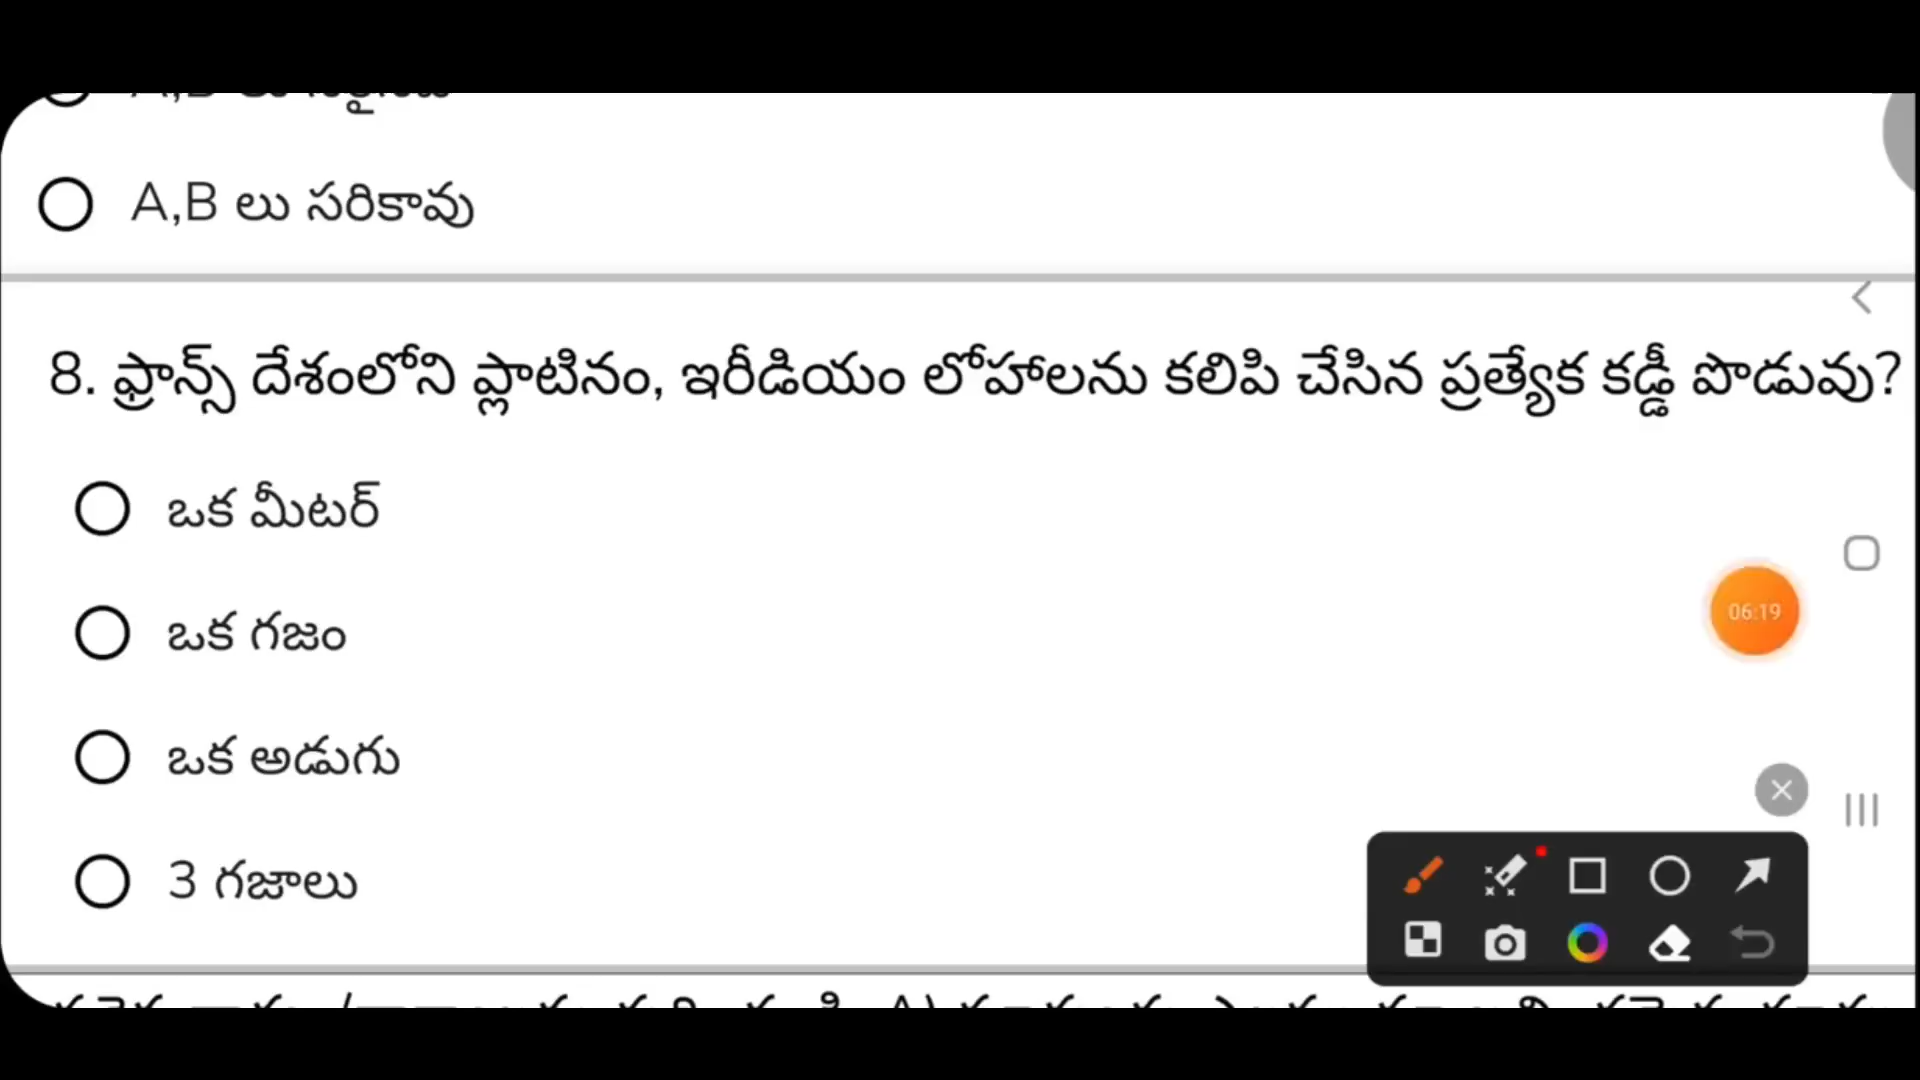 A,B లు సరికావు
8. ఫ్రాన్స్ దేశంలోని ప్లాటినం, ఇరీడియం లోహాలను కలిపి చేసిన ప్రత్యేక కడ్డీ పొడువు?
ఒక మీటర్
ఒక గజం
06:19
ఒక అడుగు
3 గజాలు